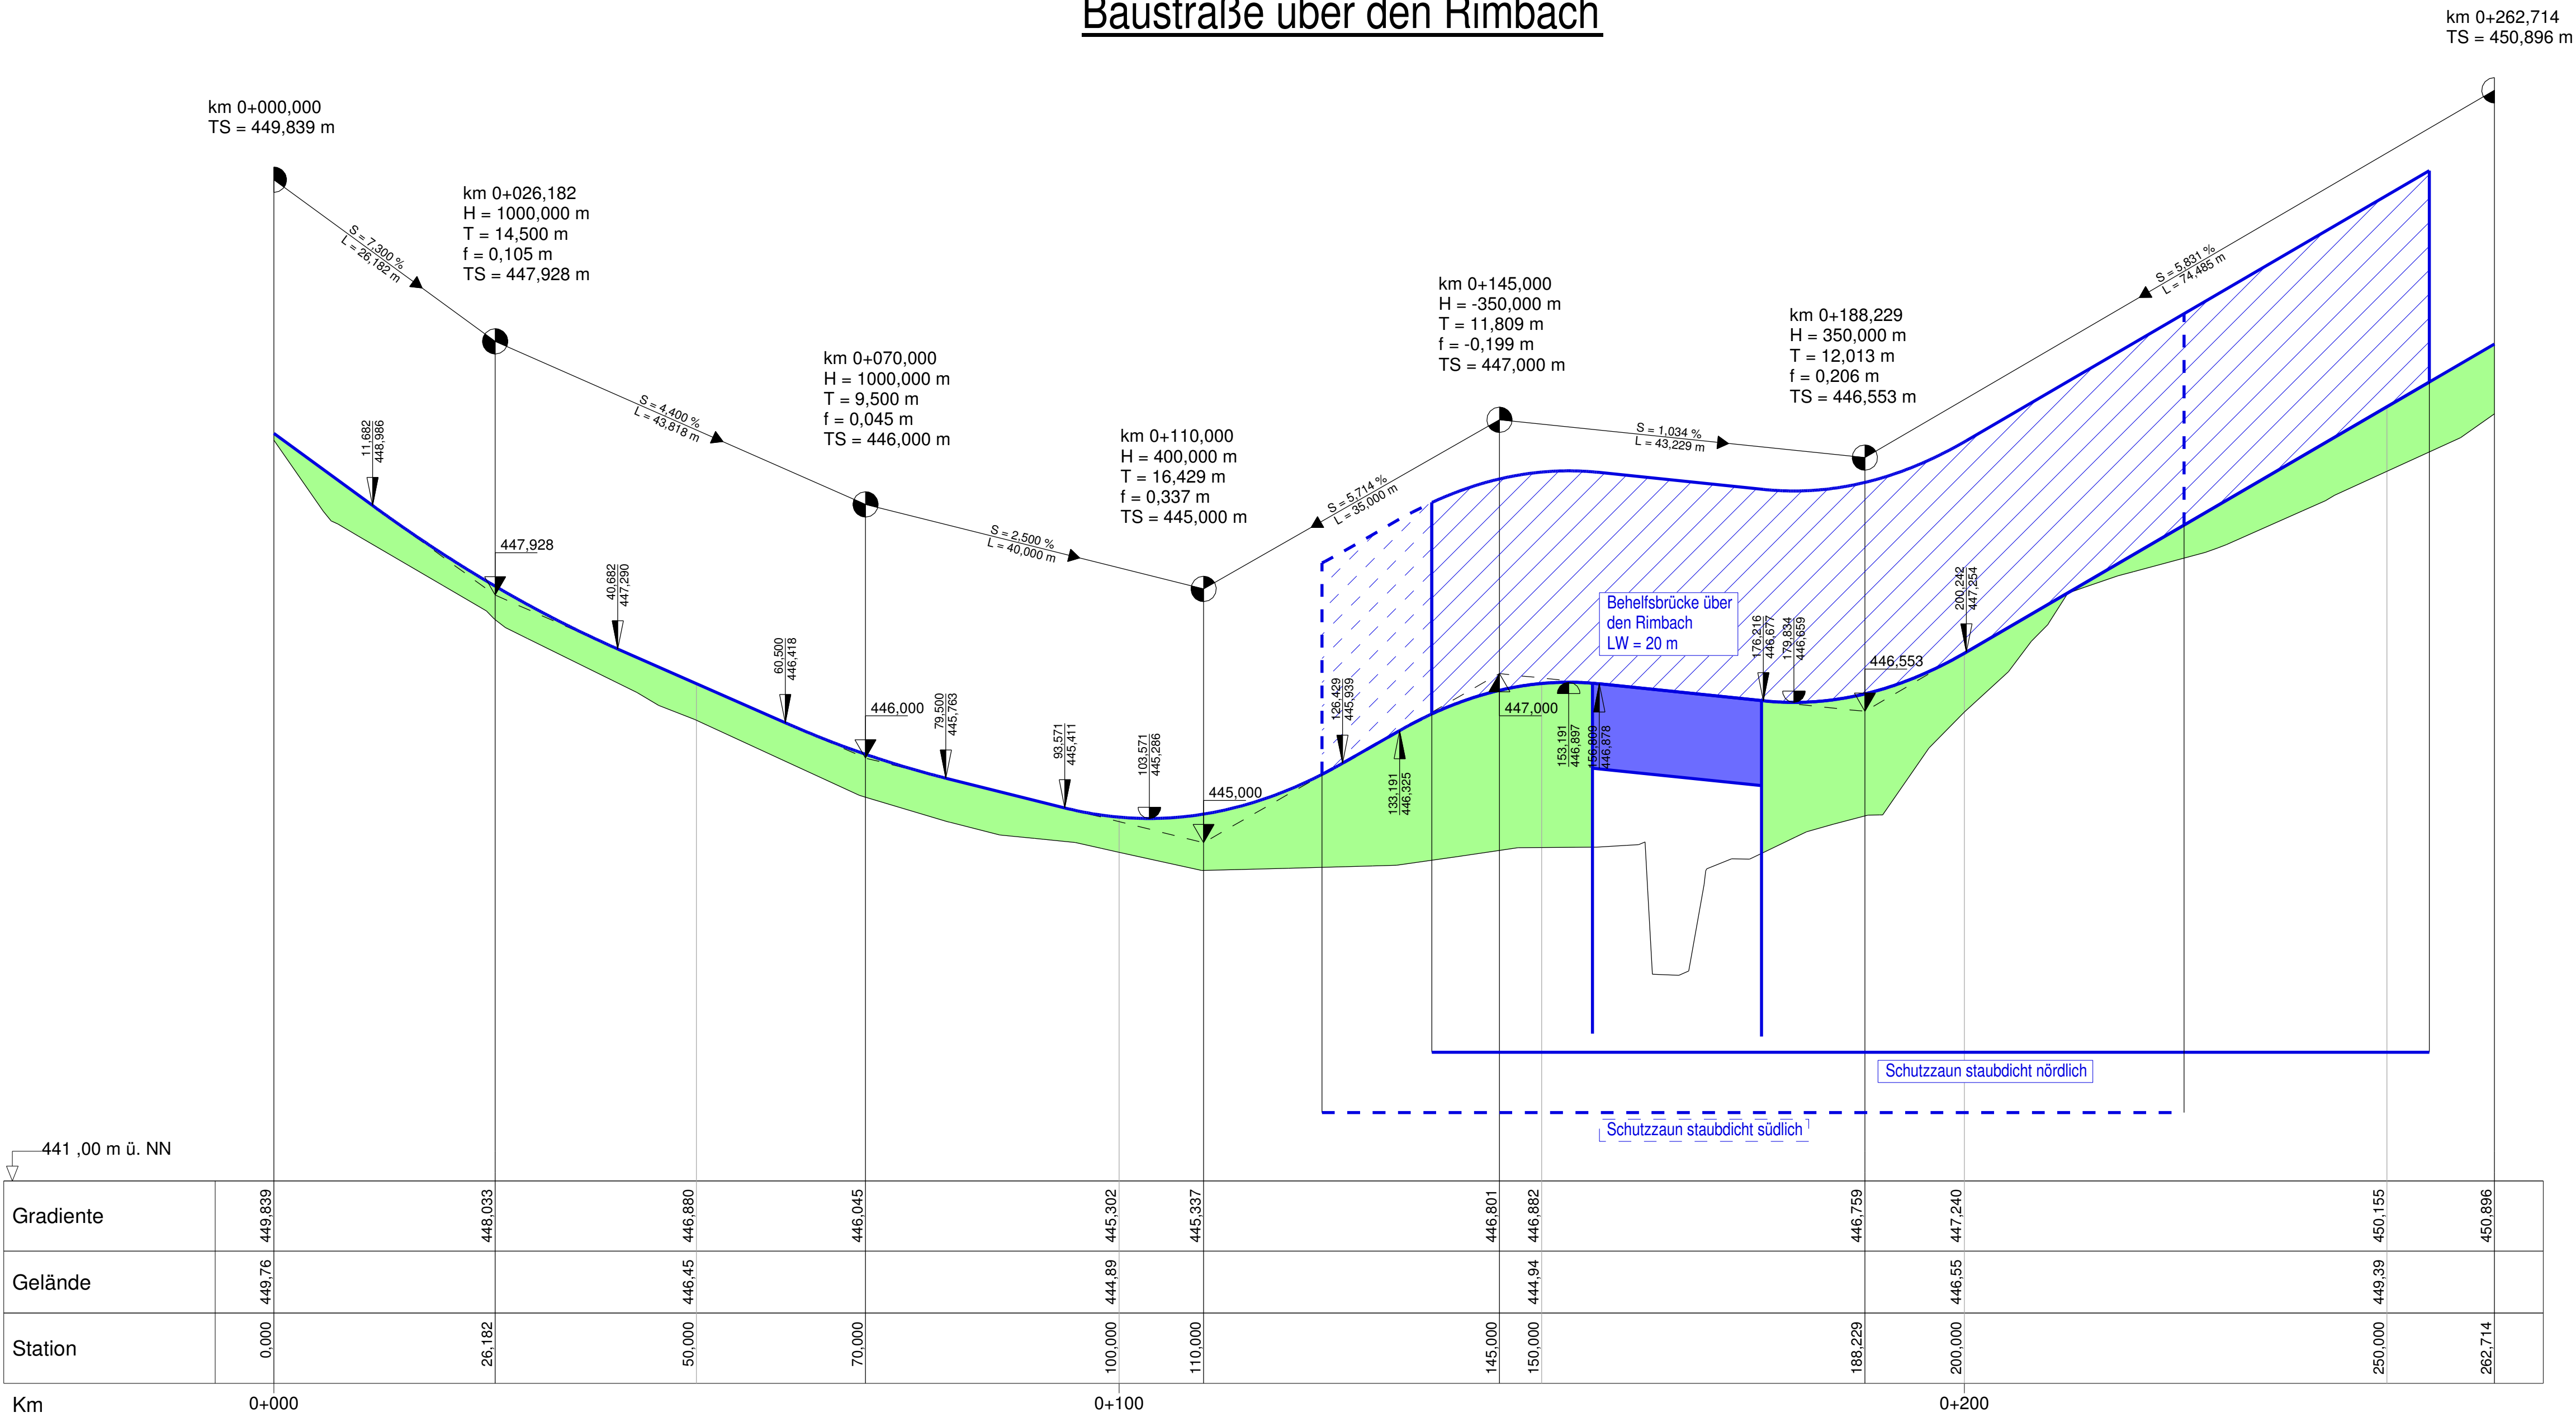 Baustraße über den Rimbach
km 0+262,714
TS = 450,896 m
km 0+000,000
TS = 449,839 m
S = 7,300 %
L = 26,182 m
km 0+026,182
H = 1000,000 m
T = 14,500 m
f = 0,105 m
TS = 447,928 m
S = 4,400 %
L = 43,818 m
km 0+070,000
H = 1000,000 m
T = 9,500 m
f = 0,045 m
TS = 446,000 m
S = 2,500 %
L = 40,000 m
km 0+110,000
H = 400,000 m
T = 16,429 m
f = 0,337 m
TS = 445,000 m
S = 5,714 %
L = 35,000 m
km 0+145,000
H = -350,000 m
T = 11,809 m
f = -0,199 m
TS = 447,000 m
S = 1,034 %
L = 43,229 m
km 0+188,229
H = 350,000 m
T = 12,013 m
f = 0,206 m
TS = 446,553 m
S = 5,831 %
L = 74,485 m
11,682
448,986
447,928
40,682
447,290
60,500
446,418
446,000
79,500
445,763
93,571
445,411
103,571
445,286
445,000
126,429
445,939
133,191
446,325
447,000
153,191
446,897
156,809
446,878
Behelfsbrücke über
den Rimbach
LW = 20 m
176,216
446,677
179,834
446,659
446,553
200,242
447,254
Schutzzaun staubdicht nördlich
Schutzzaun staubdicht südlich
441 ,00 m ü. NN
Gradiente
449,839
448,033
446,880
446,045
445,302
445,337
446,801
446,882
446,759
447,240
450,155
450,896
Gelände
449,76
446,45
444,89
444,94
446,55
449,39
Station
0,000
26,182
50,000
70,000
100,000
110,000
145,000
150,000
188,229
200,000
250,000
262,714
Km
0+000
0+100
0+200